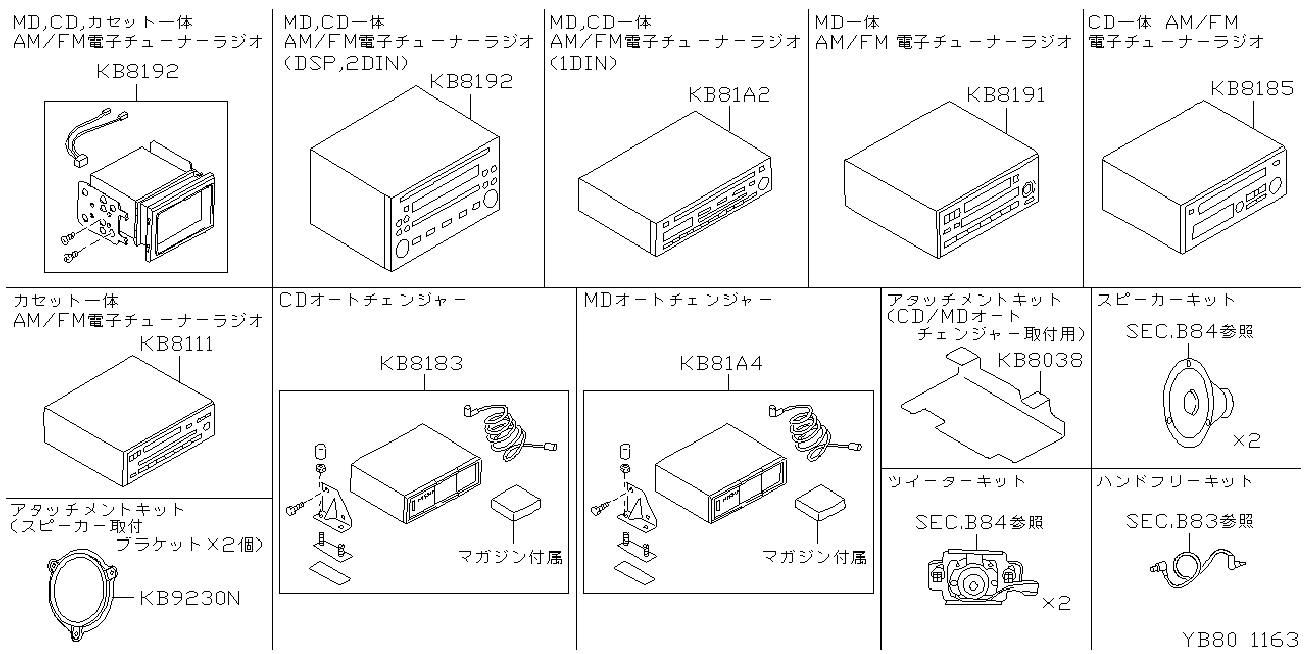 MD,CD,カセット一体
AM/FM電子チューナーラジオ
KB8192
MD,CD一体
AM/FM電子チューナーラジオ
(DSP,2DIN)
KB8192
MD,CD一体
AM/FM電子チューナーラジオ
(1DIN)
KB81A2
MD一体
AM/FM 電子チューナーラジオ
KB8191
CD一体 AM/FM
電子チューナーラジオ
KB8185
カセット一体
AM/FM電子チューナーラジオ
KB8111
CDオートチェンジャー
KB8183
マガジン付属
MDオートチェンジャー
KB81A4
マガジン付属
アタッチメントキット
(CD/MDオート
チェンジャー取付用)
KB8038
スピーカーキット
SEC.B84参照
×2
アタッチメントキット
(スピーカー取付
ブラケット×2個)
KB9230N
ツイーターキット
SEC.B84参照
×2
ハンドフリーキット
SEC.B83参照
YB80 1163